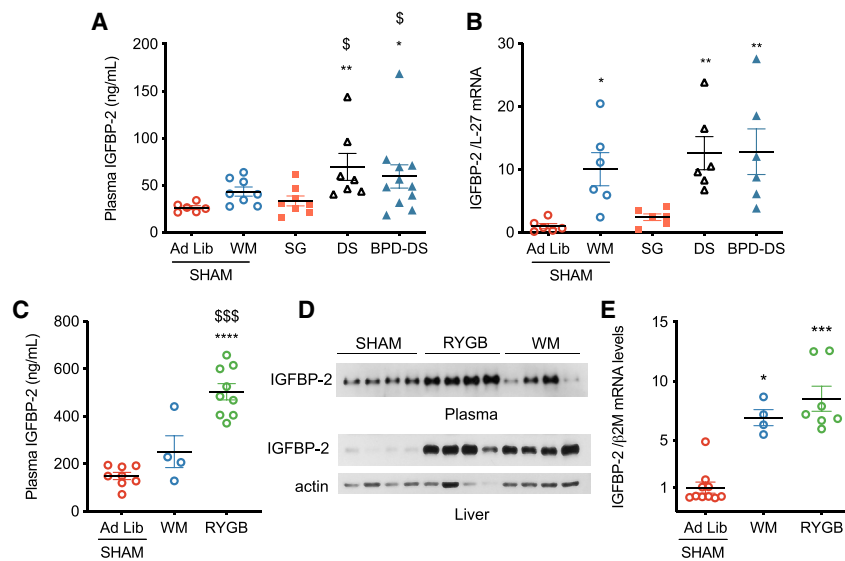 A
Plasma IGFBP-2 (ng/mL)
200
150
100
50
0
$
**
$
*
Ad Lib WM SG DS BPD-DS
SHAM
B
IGFBP-2 /L-27 mRNA
30
20
10
0
*
**
**
Ad Lib WM SG DS BPD-DS
SHAM
C
Plasma IGFBP-2 (ng/mL)
800
600
400
200
0
$$$
****
Ad Lib WM RYGB
SHAM
D
SHAM RYGB WM
IGFBP-2
Plasma
IGFBP-2
actin
Liver
E
IGFBP-2 /β2M mRNA levels
15
10
5
1
*
***
Ad Lib WM RYGB
SHAM